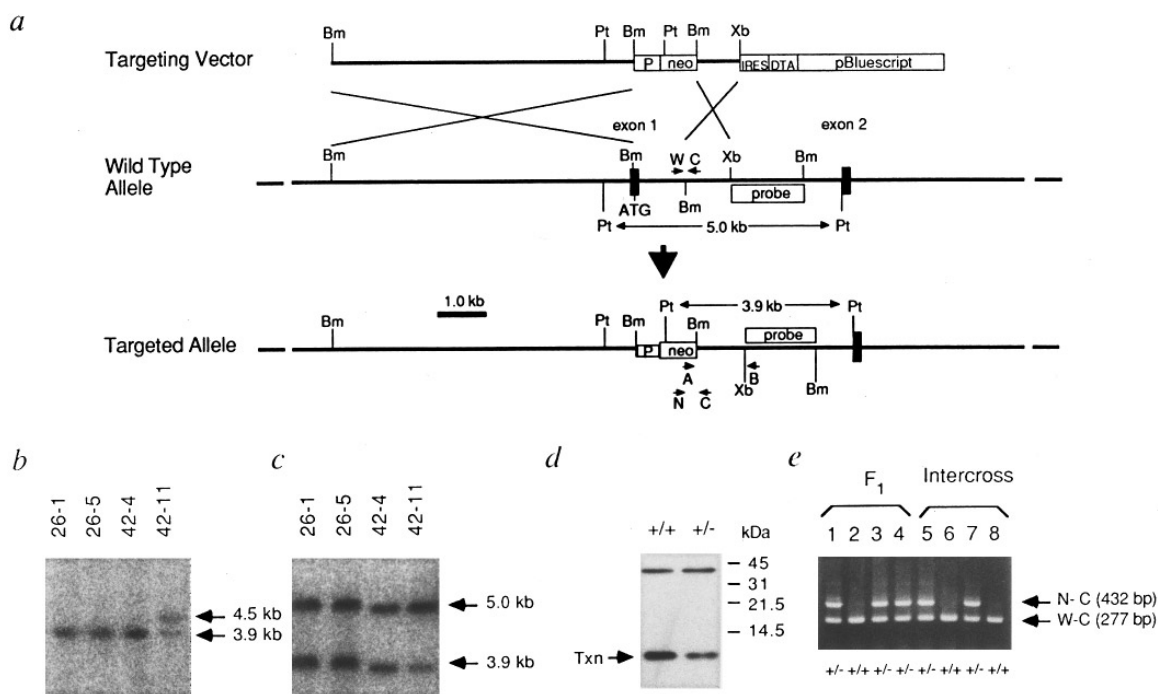 a
Targeting Vector
Bm Pt Bm Pt Bm Xb
P neo IRES DTA pBluescript
exon 1 exon 2
Wild Type
Allele
Bm Bm W C Xb Bm
ATG Bm probe
Pt 5.0 kb Pt
1.0 kb Pt 3.9 kb Pt
Targeted Allele
Bm Pt Bm Bm probe
P neo
A Xb B Bm
N C
b
26-1 26-5 42-4 42-11
4.5 kb
3.9 kb
c
26-1 26-5 42-4 42-11
5.0 kb
3.9 kb
d
+/+ +/- kDa
45
31
21.5
14.5
Txn
e
F1 Intercross
1 2 3 4 5 6 7 8
N- C (432 bp)
W-C (277 bp)
+/- +/+ +/- +/- +/- +/+ +/- +/+